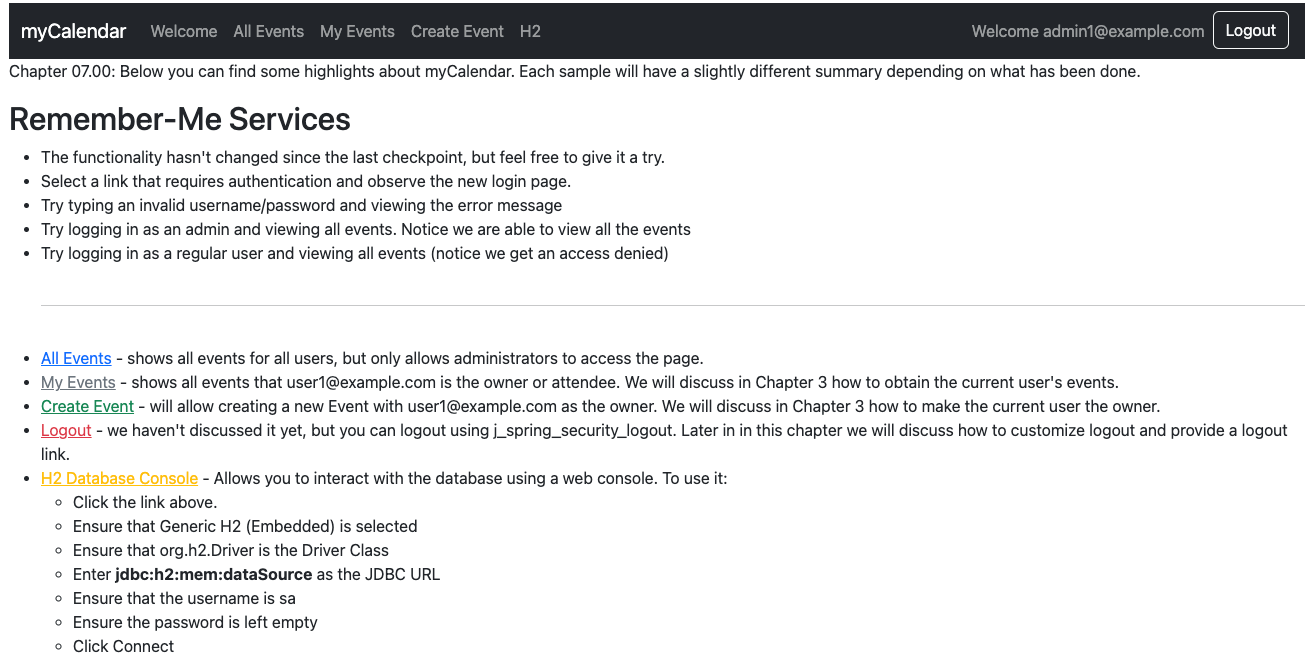 myCalendar Welcome All Events My Events Create Event H2 Welcome admin1@example.com Logout
Chapter 07.00: Below you can find some highlights about myCalendar. Each sample will have a slightly different summary depending on what has been done.
Remember-Me Services
• The functionality hasn't changed since the last checkpoint, but feel free to give it a try.
• Select a link that requires authentication and observe the new login page.
• Try typing an invalid username/password and viewing the error message
• Try logging in as an admin and viewing all events. Notice we are able to view all the events
• Try logging in as a regular user and viewing all events (notice we get an access denied)
• All Events - shows all events for all users, but only allows administrators to access the page.
• My Events - shows all events that user1@example.com is the owner or attendee. We will discuss in Chapter 3 how to obtain the current user's events.
• Create Event - will allow creating a new Event with user1@example.com as the owner. We will discuss in Chapter 3 how to make the current user the owner.
• Logout - we haven't discussed it yet, but you can logout using j_spring_security_logout. Later in in this chapter we will discuss how to customize logout and provide a logout
link.
• H2 Database Console - Allows you to interact with the database using a web console. To use it:
◦ Click the link above.
◦ Ensure that Generic H2 (Embedded) is selected
◦ Ensure that org.h2.Driver is the Driver Class
◦ Enter jdbc:h2:mem:dataSource as the JDBC URL
◦ Ensure that the username is sa
◦ Ensure the password is left empty
◦ Click Connect